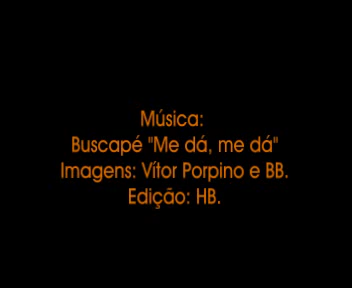 Música:
Buscapé "Me dá, me dá"
Imagens: Vítor Porpino e BB.
Edição: HB.